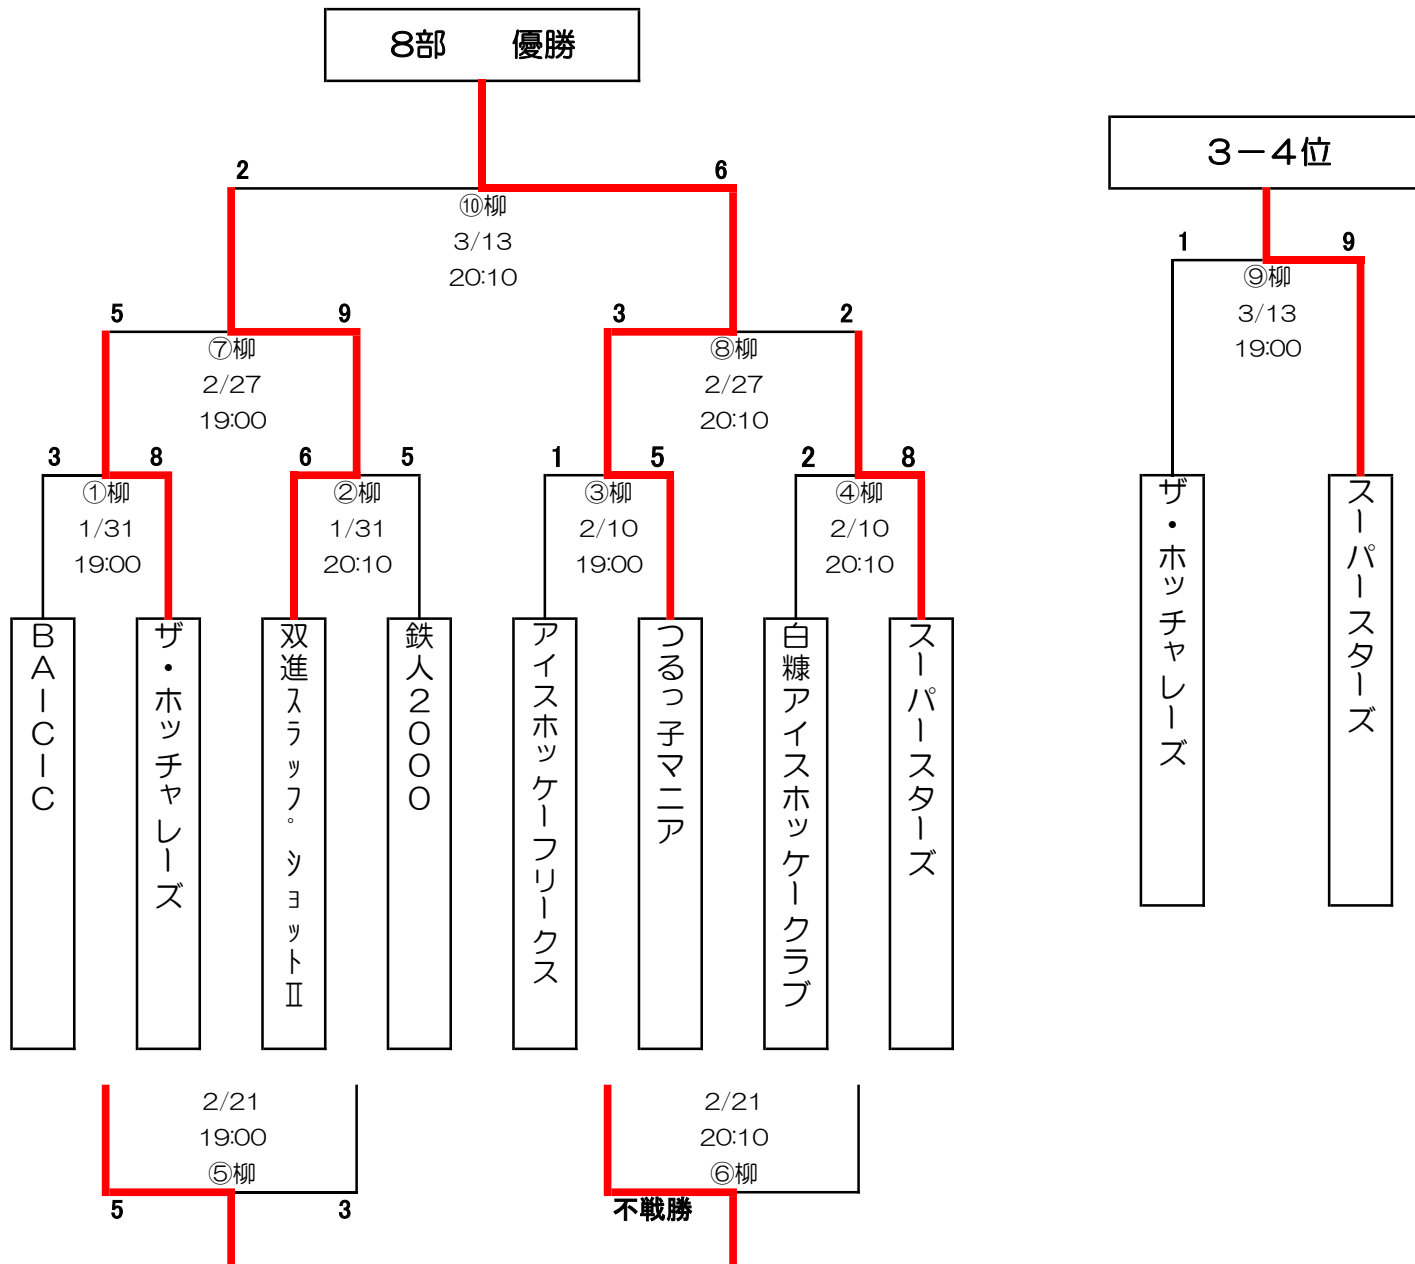 8部 優勝
3－4位
2 6
⑩柳
3/13
20:10
1 9
⑨柳
3/13
19:00
5 9
⑦柳
2/27
19:00
3 2
⑧柳
2/27
20:10
3 8
①柳
1/31
19:00
6 5
②柳
1/31
20:10
1 5
③柳
2/10
19:00
2 8
④柳
2/10
20:10
BAICIC
ザ・ホッチャレーズ
双進ｽﾗｯﾌﾟｼｮｯﾄⅡ
鉄人2000
アイスホッケーフリークス
つるっ子マニア
白糠アイスホッケークラブ
スーパースターズ
ザ・ホッチャレーズ
スーパースターズ
2/21
19:00
⑤柳
5 3
2/21
20:10
⑥柳
不戦勝